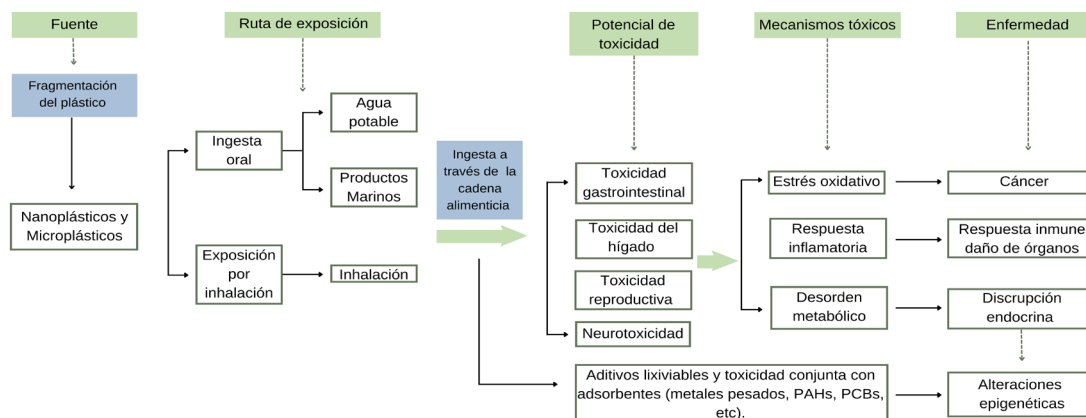 Fuente
Ruta de exposición
Potencial de
toxicidad
Mecanismos tóxicos
Enfermedad
Fragmentación
del plástico
Nanoplásticos y
Microplásticos
Ingesta
oral
Exposición
por
inhalación
Agua
potable
Productos
Marinos
Inhalación
Ingesta a
través de la
cadena
alimenticia
Toxicidad
gastrointestinal
Toxicidad del
hígado
Toxicidad
reproductiva
Neurotoxicidad
Aditivos lixiviables y toxicidad conjunta con
adsorbentes (metales pesados, PAHs, PCBs,
etc).
Estrés oxidativo
Respuesta
inflamatoria
Desorden
metabólico
Cáncer
Respuesta inmune
daño de órganos
Discrupción
endocrina
Alteraciones
epigenéticas